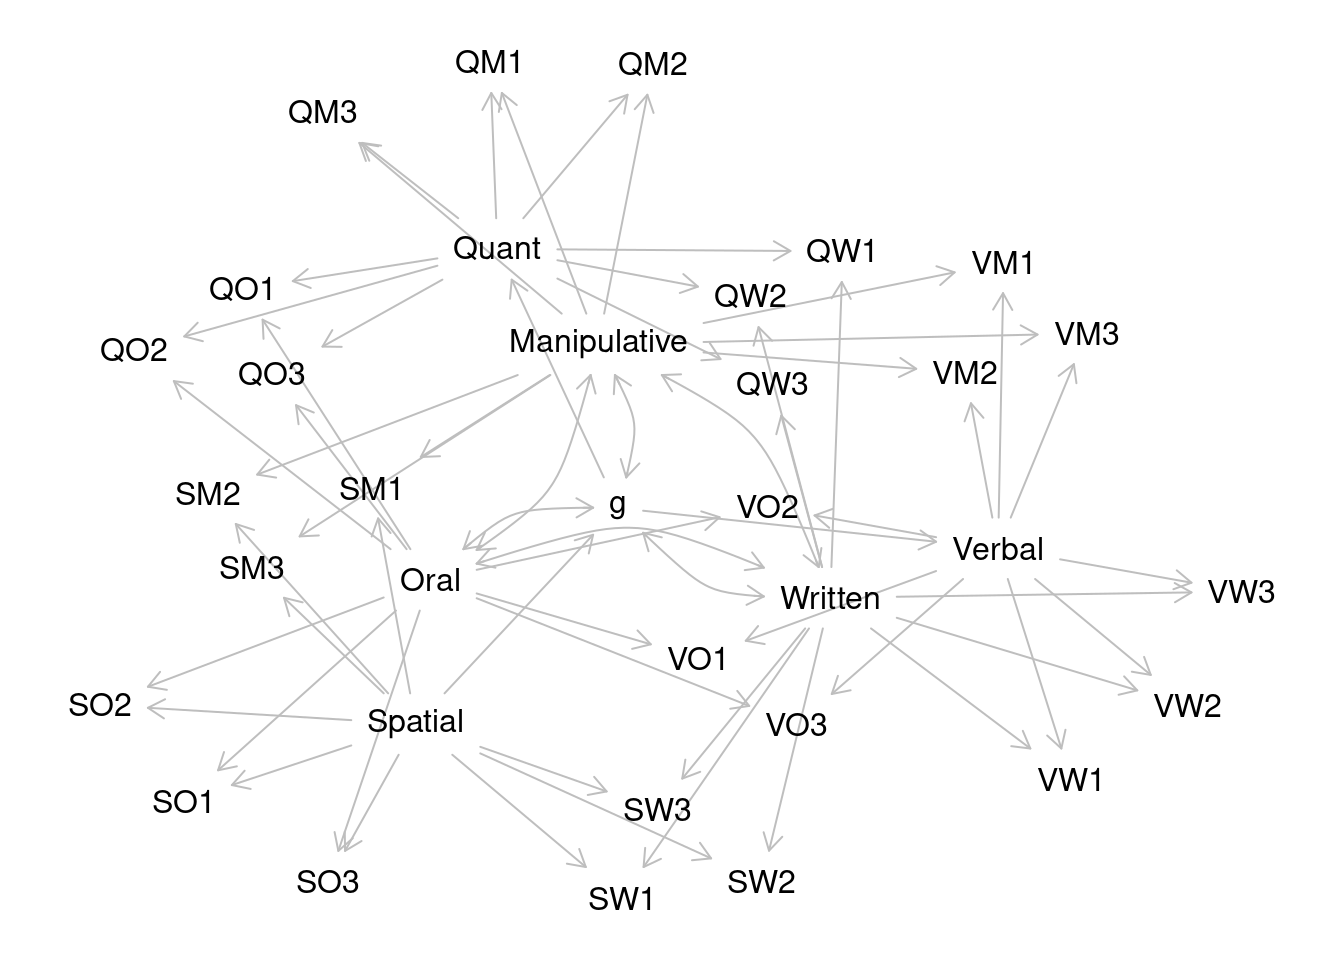 QM1
QM2
QM3
Quant
QW1
VM1
QO1
QW2
VM3
Manipulative
QO2
QO3
VM2
QW3
SM1
SM2
g
VO2
Verbal
SM3
Oral
Written
VW3
VO1
SO2
Spatial
VO3
VW2
VW1
SO1
SW3
SO3
SW2
SW1